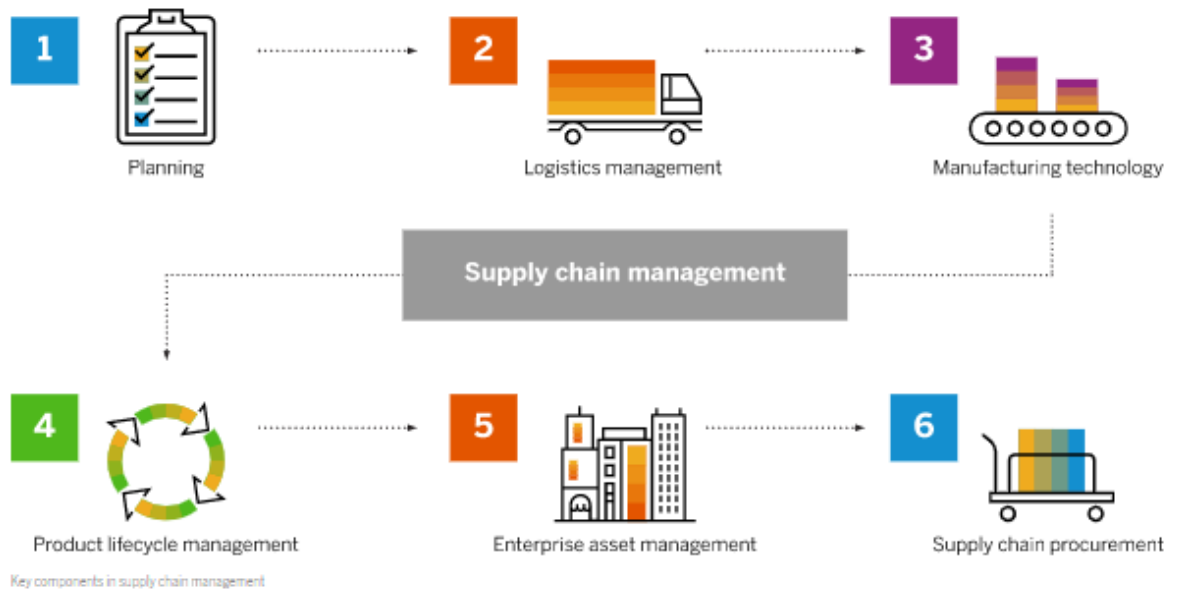 1
2
3
Planning
Logistics management
Manufacturing technology
Supply chain management
4
5
6
Product lifecycle management
Enterprise asset management
Supply chain procurement
Key components in supply chain management